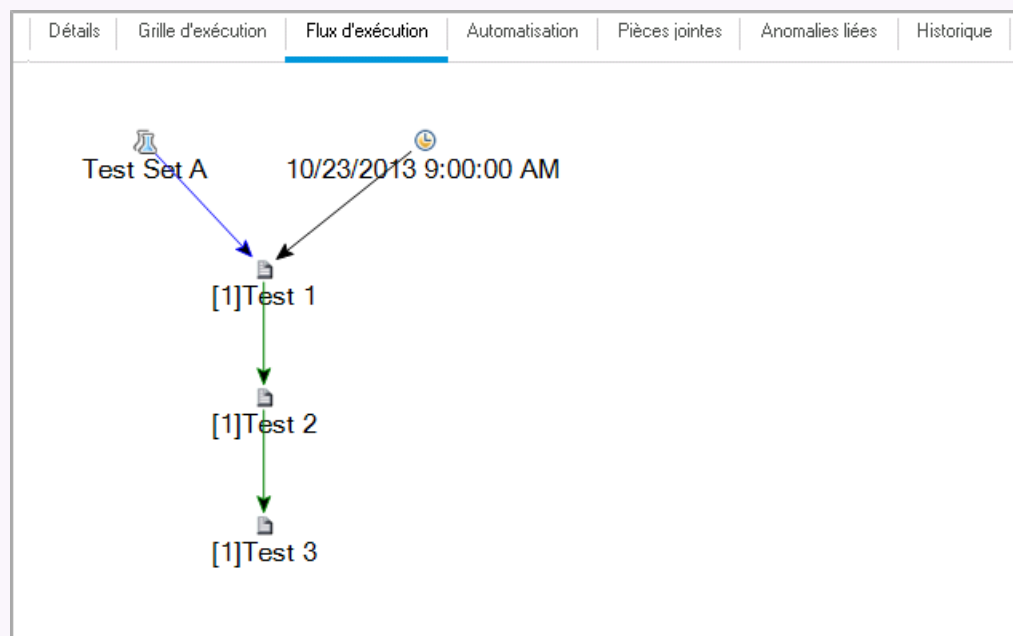 Détails Grille d'exécution Flux d'exécution Automatisation Pièces jointes Anomalies liées Historique
Test Set A 10/23/2013 9:00:00 AM
[1]Test 1
[1]Test 2
[1]Test 3